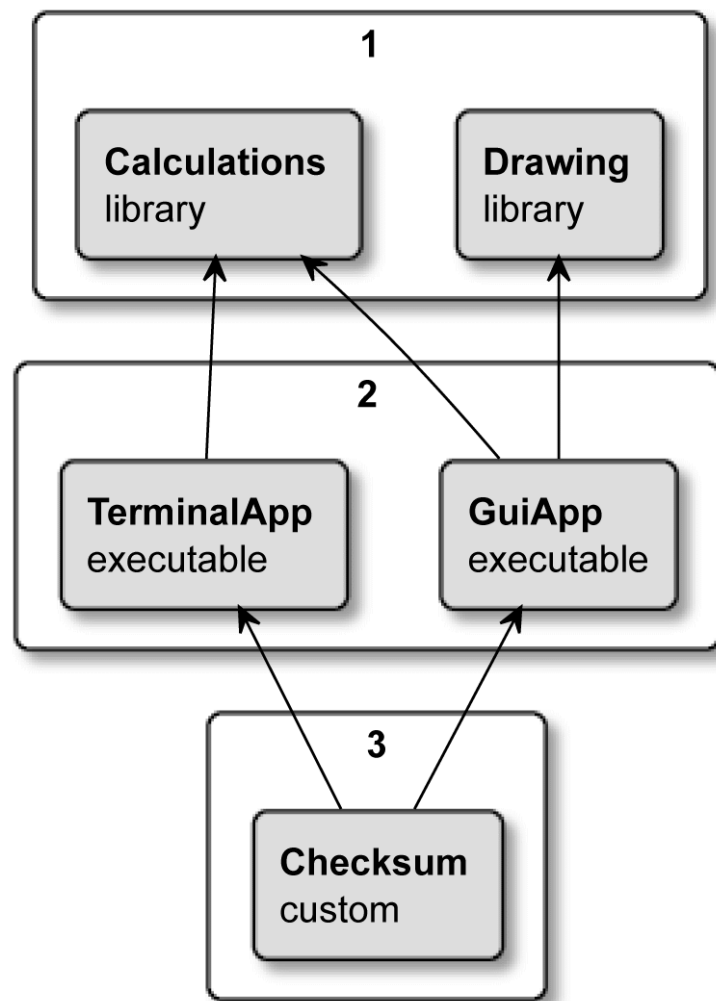 1
Calculations
library
Drawing
library
2
TerminalApp
executable
GuiApp
executable
3
Checksum
custom